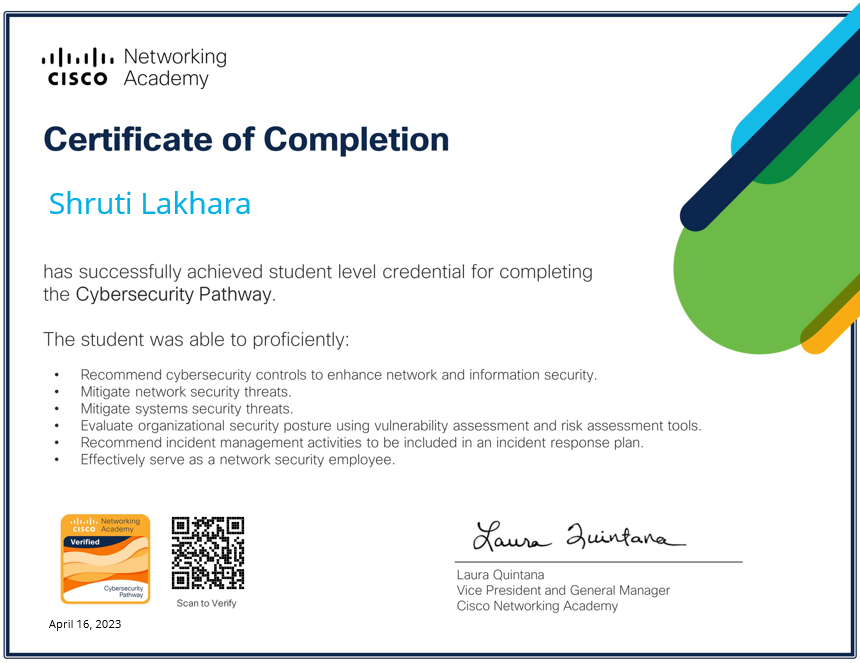 Networking
CISCO Academy
Certificate of Completion
Shruti Lakhara
has successfully achieved student level credential for completing
the Cybersecurity Pathway.
The student was able to proficiently:
• Recommend cybersecurity controls to enhance network and information security.
• Mitigate network security threats.
• Mitigate systems security threats.
• Evaluate organizational security posture using vulnerability assessment and risk assessment tools.
• Recommend incident management activities to be included in an incident response plan.
• Effectively serve as a network security employee.
Networking
CISCO Academy
Verified
Cybersecurity
Pathway
Scan to Verify
April 16, 2023
Laura Quintana
Laura Quintana
Vice President and General Manager
Cisco Networking Academy